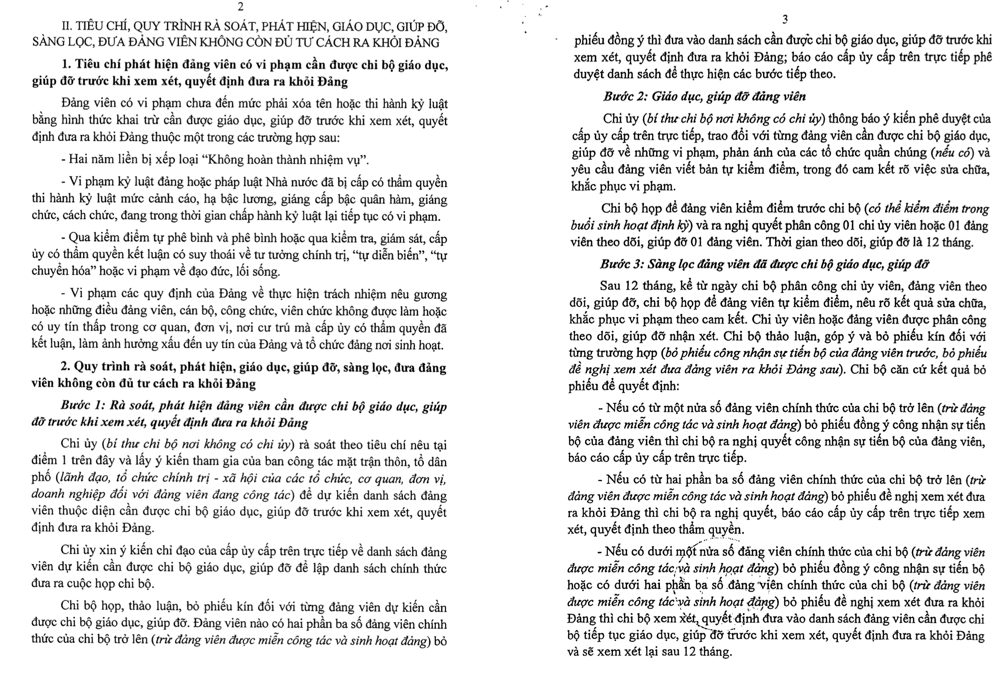 2
II. TIÊU CHÍ, QUY TRÌNH RÀ SOÁT, PHÁT HIỆN, GIÁO DỤC, GIÚP ĐỠ,
SÀNG LỌC, ĐƯA ĐẢNG VIÊN KHÔNG CÒN ĐỦ TƯ CÁCH RA KHỎI ĐẢNG
1. Tiêu chí phát hiện đảng viên có vi phạm cần được chi bộ giáo dục,
giúp đỡ trước khi xem xét, quyết định đưa ra khỏi Đảng
Đảng viên có vi phạm chưa đến mức phải xóa tên hoặc thi hành kỷ luật
bằng hình thức khai trừ cần được giáo dục, giúp đỡ trước khi xem xét, quyết
định đưa ra khỏi Đảng thuộc một trong các trường hợp sau:
- Hai năm liền bị xếp loại “Không hoàn thành nhiệm vụ”.
- Vi phạm kỷ luật đảng hoặc pháp luật Nhà nước đã bị cấp có thẩm quyền
thi hành kỷ luật mức cảnh cáo, hạ bậc lương, giáng cấp bậc quân hàm, giáng
chức, cách chức, đang trong thời gian chấp hành kỷ luật lại tiếp tục có vi phạm.
- Qua kiểm điểm tự phê bình và phê bình hoặc qua kiểm tra, giám sát, cấp
ủy có thẩm quyền kết luận có suy thoái về tư tưởng chính trị, “tự diễn biến”, “tự
chuyển hóa” hoặc vi phạm về đạo đức, lối sống.
- Vi phạm các quy định của Đảng về thực hiện trách nhiệm nêu gương
hoặc những điều đảng viên, cán bộ, công chức, viên chức không được làm hoặc
có uy tín thấp trong cơ quan, đơn vị, nơi cư trú mà cấp ủy có thẩm quyền đã
kết luận, làm ảnh hưởng xấu đến uy tín của Đảng và tổ chức đảng nơi sinh hoạt.
2. Quy trình rà soát, phát hiện, giáo dục, giúp đỡ, sàng lọc, đưa đảng
viên không còn đủ tư cách ra khỏi Đảng
Bước 1: Rà soát, phát hiện đảng viên cần được chi bộ giáo dục, giúp
đỡ trước khi xem xét, quyết định đưa ra khỏi Đảng
Chi ủy (bí thư chi bộ nơi không có chi ủy) rà soát theo tiêu chí nêu tại
điểm 1 trên đây và lấy ý kiến tham gia của ban công tác mặt trận thôn, tổ dân
phố (lãnh đạo, tổ chức chính trị - xã hội của các tổ chức, cơ quan, đơn vị,
doanh nghiệp đối với đảng viên đang công tác) để dự kiến danh sách đảng
viên thuộc diện cần được chi bộ giáo dục, giúp đỡ trước khi xem xét, quyết
định đưa ra khỏi Đảng.
Chi ủy xin ý kiến chỉ đạo của cấp ủy cấp trên trực tiếp về danh sách đảng
viên dự kiến cần được chi bộ giáo dục, giúp đỡ để lập danh sách chính thức
đưa ra cuộc họp chi bộ.
Chi bộ họp, thảo luận, bỏ phiếu kín đối với từng đảng viên dự kiến cần
được chi bộ giáo dục, giúp đỡ. Đảng viên nào có hai phần ba số đảng viên chính
thức của chi bộ trở lên (trừ đảng viên được miễn công tác và sinh hoạt đảng) bỏ
3
phiếu đồng ý thì đưa vào danh sách cần được chi bộ giáo dục, giúp đỡ trước khi
xem xét, quyết định đưa ra khỏi Đảng; báo cáo cấp ủy cấp trên trực tiếp phê
duyệt danh sách để thực hiện các bước tiếp theo.
Bước 2: Giáo dục, giúp đỡ đảng viên
Chi ủy (bí thư chi bộ nơi không có chi ủy) thông báo ý kiến phê duyệt của
cấp ủy cấp trên trực tiếp, trao đổi với từng đảng viên cần được chi bộ giáo dục,
giúp đỡ về những vi phạm, phản ánh của các tổ chức quần chúng (nếu có) và
yêu cầu đảng viên viết bản tự kiểm điểm, trong đó cam kết rõ việc sửa chữa,
khắc phục vi phạm.
Chi bộ họp để đảng viên kiểm điểm trước chi bộ (có thể kiểm điểm trong
buổi sinh hoạt định kỳ) và ra nghị quyết phân công 01 chi ủy viên hoặc 01 đảng
viên theo dõi, giúp đỡ 01 đảng viên. Thời gian theo dõi, giúp đỡ là 12 tháng.
Bước 3: Sàng lọc đảng viên đã được chi bộ giáo dục, giúp đỡ
Sau 12 tháng, kể từ ngày chi bộ phân công chi ủy viên, đảng viên theo
dõi, giúp đỡ, chi bộ họp để đảng viên tự kiểm điểm, nêu rõ kết quả sửa chữa,
khắc phục vi phạm theo cam kết. Chi ủy viên hoặc đảng viên được phân công
theo dõi, giúp đỡ nhận xét. Chi bộ thảo luận, góp ý và bỏ phiếu kín đối với
từng trường hợp (bỏ phiếu công nhận sự tiến bộ của đảng viên trước, bỏ phiếu
đề nghị xem xét đưa đảng viên ra khỏi Đảng sau). Chi bộ căn cứ kết quả bỏ
phiếu để quyết định:
- Nếu có từ một nửa số đảng viên chính thức của chi bộ trở lên (trừ đảng
viên được miễn công tác và sinh hoạt đảng) bỏ phiếu đồng ý công nhận sự tiến
bộ của đảng viên thì chi bộ ra nghị quyết công nhận sự tiến bộ của đảng viên,
báo cáo cấp ủy cấp trên trực tiếp.
- Nếu có từ hai phần ba số đảng viên chính thức của chi bộ trở lên (trừ
đảng viên được miễn công tác và sinh hoạt đảng) bỏ phiếu đề nghị xem xét đưa
ra khỏi Đảng thì chi bộ ra nghị quyết, báo cáo cấp ủy cấp trên trực tiếp xem
xét, quyết định theo thẩm quyền.
- Nếu có dưới một nửa số đảng viên chính thức của chi bộ (trừ đảng viên
được miễn công tác và sinh hoạt đảng) bỏ phiếu đồng ý công nhận sự tiến bộ
hoặc có dưới hai phần ba số đảng viên chính thức của chi bộ (trừ đảng viên
được miễn công tác và sinh hoạt đảng) bỏ phiếu đề nghị xem xét đưa ra khỏi
Đảng thì chi bộ xem xét, quyết định đưa vào danh sách đảng viên cần được chi
bộ tiếp tục giáo dục, giúp đỡ trước khi xem xét, quyết định đưa ra khỏi Đảng
và sẽ xem xét lại sau 12 tháng.